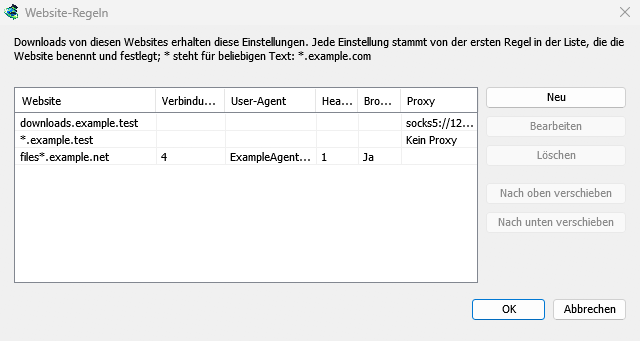 Website-Regeln
Downloads von diesen Websites erhalten diese Einstellungen. Jede Einstellung stammt von der ersten Regel in der Liste, die die
Website benennt und festlegt; * steht für beliebigen Text: *.example.com
Website Verbindu... User-Agent Hea... Bro... Proxy
downloads.example.test socks5://12...
*.example.test Kein Proxy
files*.example.net 4 ExampleAgent... 1 Ja
Neu
Bearbeiten
Löschen
Nach oben verschieben
Nach unten verschieben
OK Abbrechen